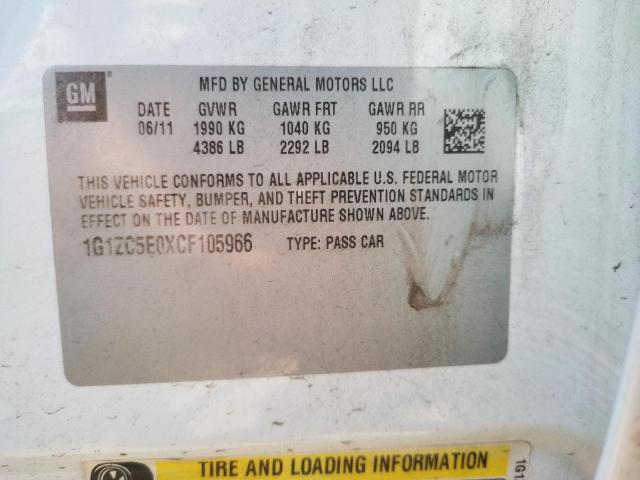 GM
MFD BY GENERAL MOTORS LLC
DATE GVWR GAWR FRT GAWR RR
06/11 1990 KG 1040 KG 950 KG
4386 LB 2292 LB 2094 LB
THIS VEHICLE CONFORMS TO ALL APPLICABLE U.S. FEDERAL MOTOR
VEHICLE SAFETY, BUMPER, AND THEFT PREVENTION STANDARDS IN
EFFECT ON THE DATE OF MANUFACTURE SHOWN ABOVE.
1G1ZC5E0XCF105966 TYPE: PASS CAR
TIRE AND LOADING INFORMATION
1G1